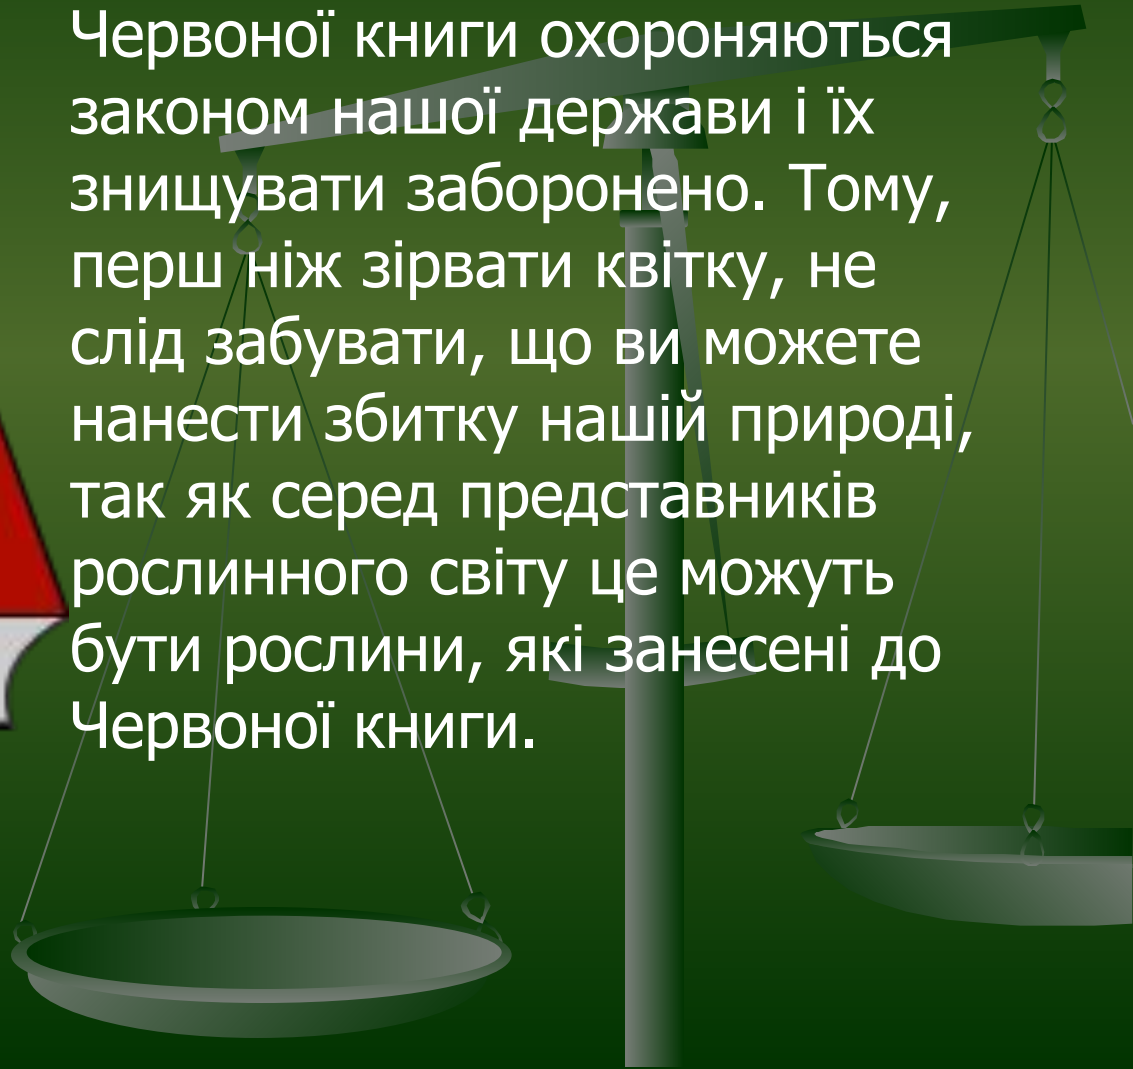 Червоної книги охороняються
законом нашої держави і їх
знищувати заборонено. Тому,
перш ніж зірвати квітку, не
слід забувати, що ви можете
нанести збитку нашій природі,
так як серед представників
рослинного світу це можуть
бути рослини, які занесені до
Червоної книги.